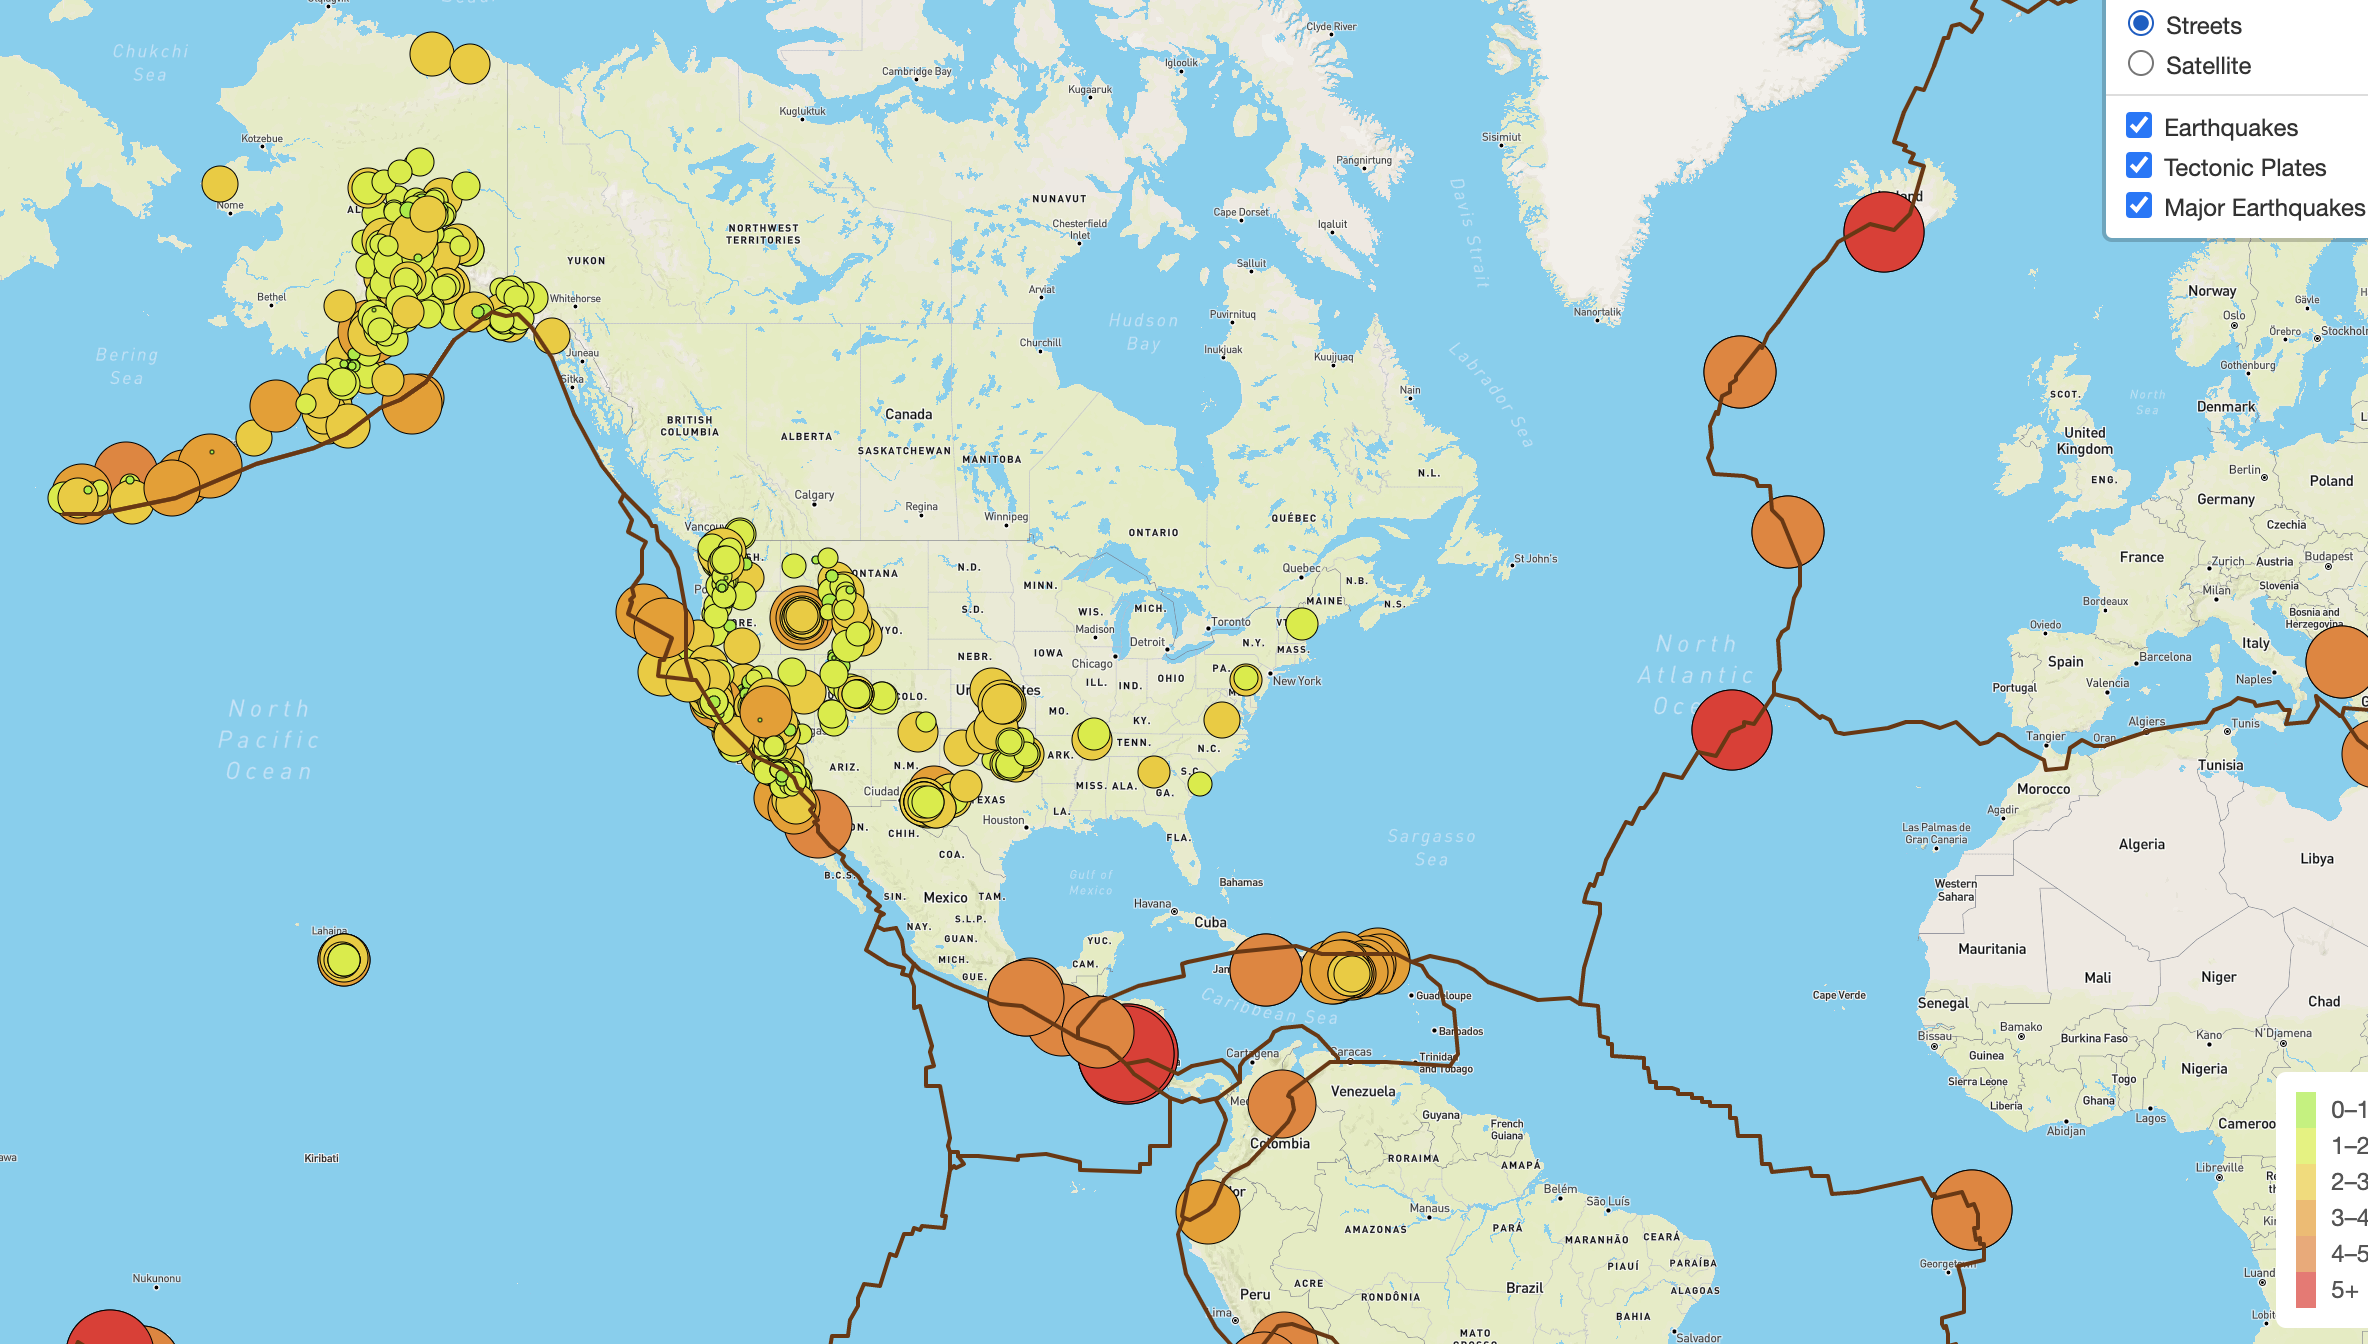 Chukchi
Sea
Clyde River
Cambridge Bay
Igloolik
Kugaaruk
Kugluktuk
Kotzebue
Sisimiut
Pangnirtung
Nome
NUNAVUT
Cape Dorset
Iqaluit
Davis Strait
Chesterfield
Inlet
NORTHWEST
TERRITORIES
YUKON
Salluit
Bethel
Whitehorse
Arviat
Puvirnituq
Nanortalik
Hudson
Bay
Churchill
Inukjuak
Kuujjuaq
Labrador Sea
Bering
Sea
Juneau
Sitka
Nain
BRITISH
COLUMBIA
Canada
ALBERTA
SASKATCHEWAN
MANITOBA
N.L.
Calgary
Regina
Winnipeg
QUÉBEC
ONTARIO
St John's
N.D.
MINN.
Quebec
N.B.
MAINE
N.S.
S.D.
WIS.
MICH.
Madison
Toronto
Detroit
N.Y.
MASS.
NEBR.
IOWA
Chicago
ILL.
IND.
OHIO
PA.
New York
MO.
KY.
TENN.
N.C.
ARK.
ARIZ.
N.M.
MISS.
ALA.
GA.
S.C.
Ciudad
LA.
Houston
CHIH.
FLA.
COA.
B.C.S.
SIN.
Mexico
TAM.
S.L.P.
NAY.
GUAN.
MICH.
GUE.
YUC.
CAM.
Gulf of
Mexico
Bahamas
Havana
Cuba
Sargasso
Sea
North
Pacific
Ocean
North
Atlantic
Lahaina
Caribbean Sea
Guadeloupe
Barbados
Trinidad
and Tobago
Cartagena
Caracas
Venezuela
Guyana
French
Guiana
Colombia
RORAIMA
AMAPÁ
Belém
São Luís
Manaus
AMAZONAS
PARÁ
MARANHÃO
CEARÁ
PIAUÍ
PARAÍBA
ACRE
RONDÔNIA
Brazil
ALAGOAS
Peru
BAHIA
MATO
Salvador
Kiribati
Nukunonu
Streets
Satellite
Earthquakes
Tectonic Plates
Major Earthquakes
Norway
Oslo
Gävle
Örebro
Gothenburg
SCOT.
North
Sea
Denmark
United
Kingdom
ENG.
Berlin
Germany
Poland
Czechia
France
Zurich
Austria
Budapest
Slovenia
Milan
Bordeaux
Bosnia and
Herzegovina
Oviedo
Italy
Spain
Barcelona
Naples
Portugal
Valencia
Algiers
Tunis
Tangier
Oran
Tunisia
Morocco
Agadir
Las Palmas de
Gran Canaria
Algeria
Libya
Western
Sahara
Mauritania
Mali
Niger
Chad
Cape Verde
Senegal
Bissau
Bamako
Burkina Faso
Kano
N'Djamena
Guinea
Nigeria
Sierra Leone
Togo
Liberia
Ghana
Abidjan
Lagos
Libreville
Georgetown
0–1
1–2
2–3
3–4
4–5
5+